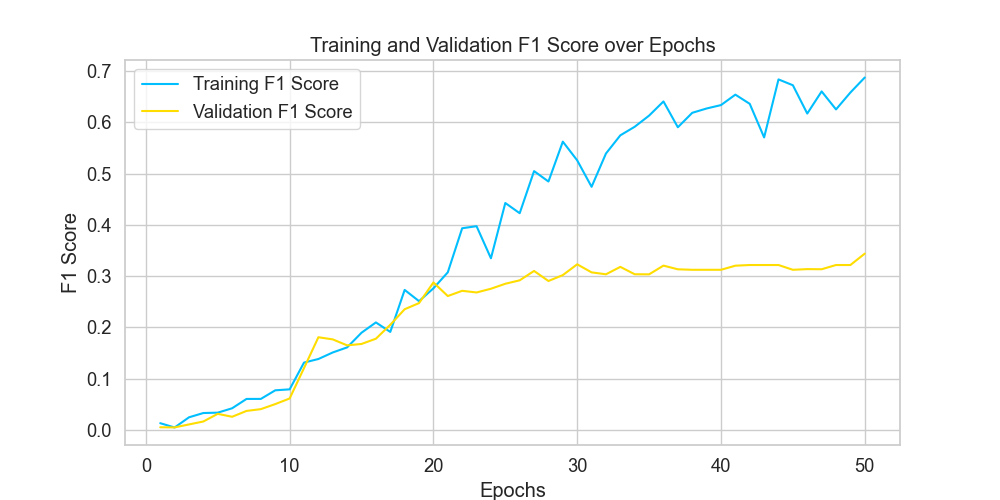 Training and Validation F1 Score over Epochs
Training F1 Score
Validation F1 Score
F1 Score
0.7
0.6
0.5
0.4
0.3
0.2
0.1
0.0
0 10 20 30 40 50
Epochs